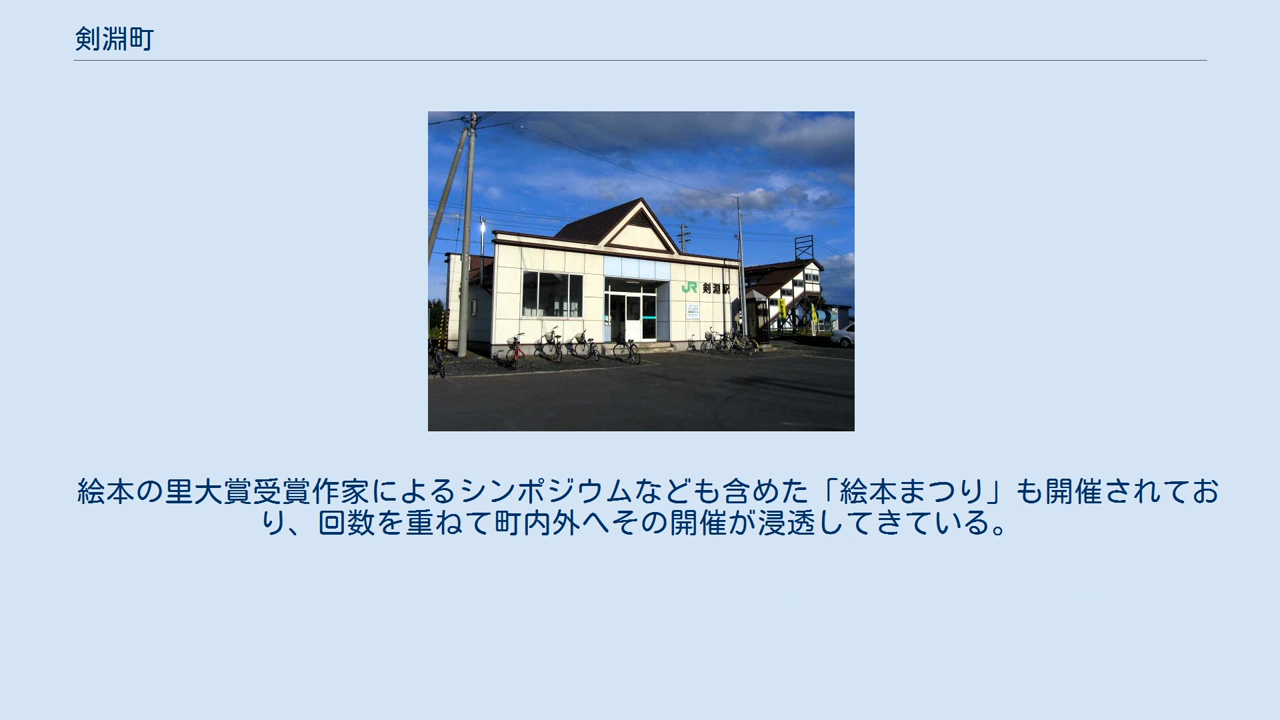 剣淵町
JR 剣淵駅
絵本の里大賞受賞作家によるシンポジウムなども含めた「絵本まつり」も開催されてお
り、回数を重ねて町内外へその開催が浸透してきている。